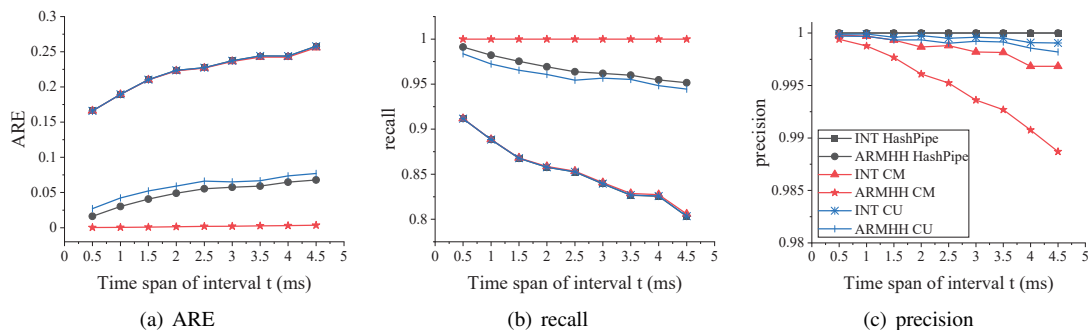 0.3
0.25
0.2
0.15
0.1
0.05
0
ARE
0 0.5 1 1.5 2 2.5 3 3.5 4 4.5 5
Time span of interval t (ms)
(a) ARE
1
0.95
0.9
0.85
0.8
recall
0 0.5 1 1.5 2 2.5 3 3.5 4 4.5 5
Time span of interval t (ms)
(b) recall
1
0.995
0.99
0.985
0.98
precision
INT HashPipe
ARMHH HashPipe
INT CM
ARMHH CM
INT CU
ARMHH CU
0 0.5 1 1.5 2 2.5 3 3.5 4 4.5 5
Time span of interval t (ms)
(c) precision